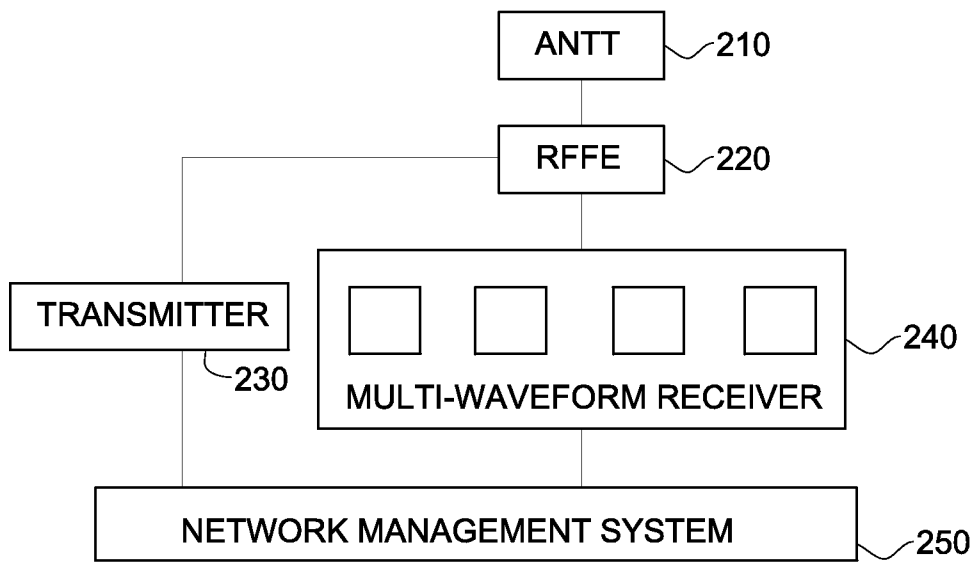 ANTT
210
RFFE
220
TRANSMITTER
230
240
MULTI-WAVEFORM RECEIVER
NETWORK MANAGEMENT SYSTEM
250